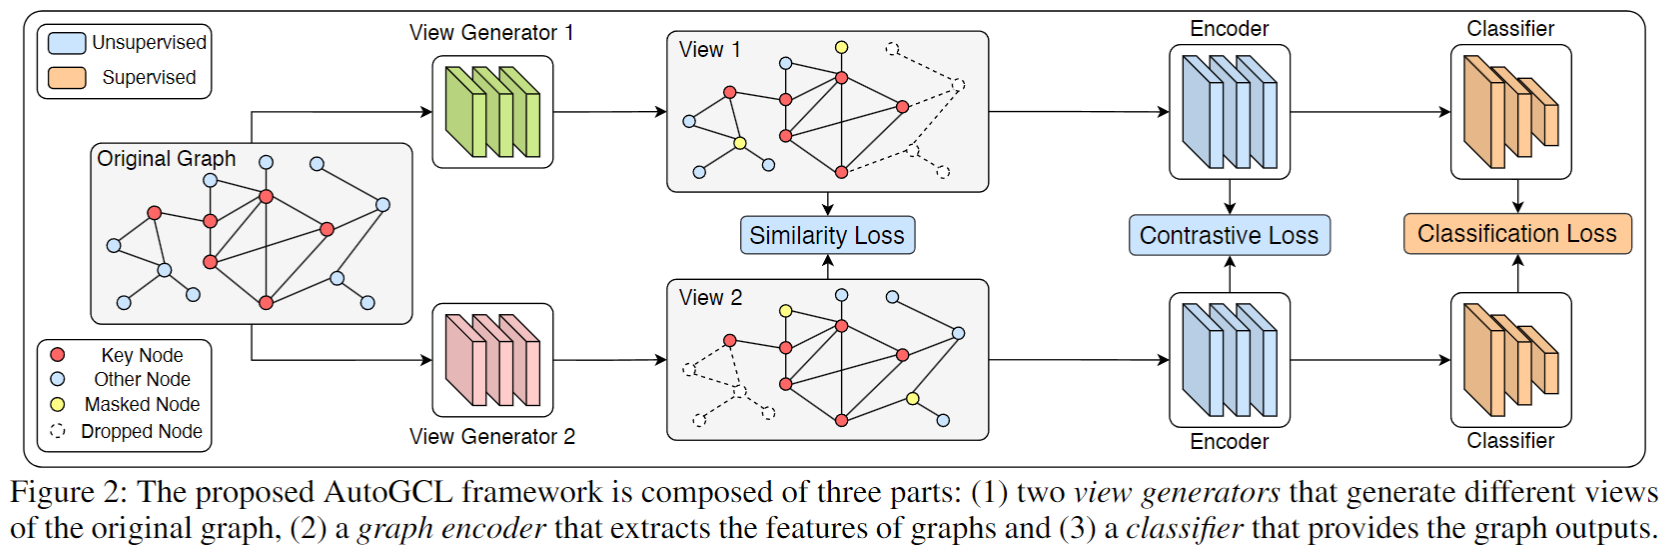 Unsupervised
Supervised
View Generator 1
View 1
Encoder
Classifier
Original Graph
Similarity Loss
Contrastive Loss
Classification Loss
View 2
Key Node
Other Node
Masked Node
Dropped Node
View Generator 2
Encoder
Classifier
Figure 2: The proposed AutoGCL framework is composed of three parts: (1) two view generators that generate different views
of the original graph, (2) a graph encoder that extracts the features of graphs and (3) a classifier that provides the graph outputs.